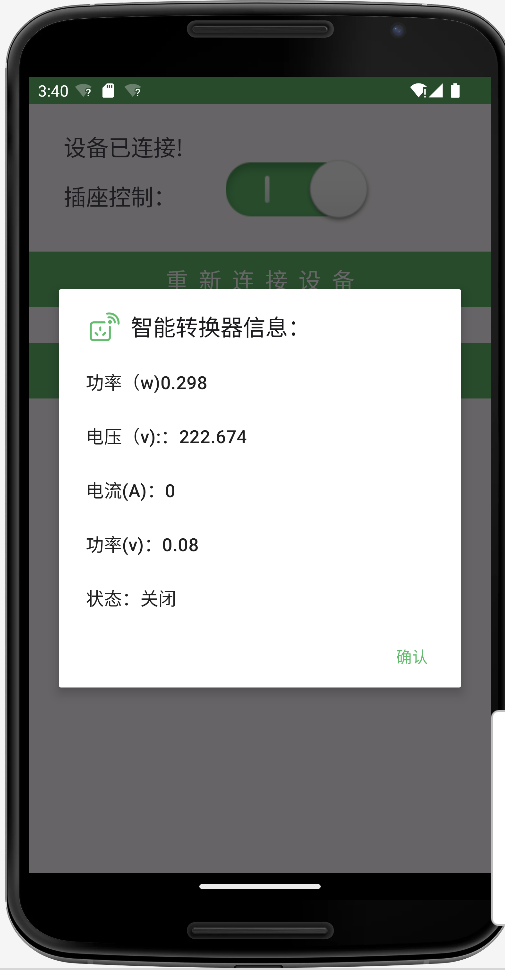 3:40
设备已连接!
插座控制：
重新连接设备
智能转换器信息：
功率（w)0.298
电压（v):：222.674
电流(A)：0
功率(v)：0.08
状态：关闭
确认